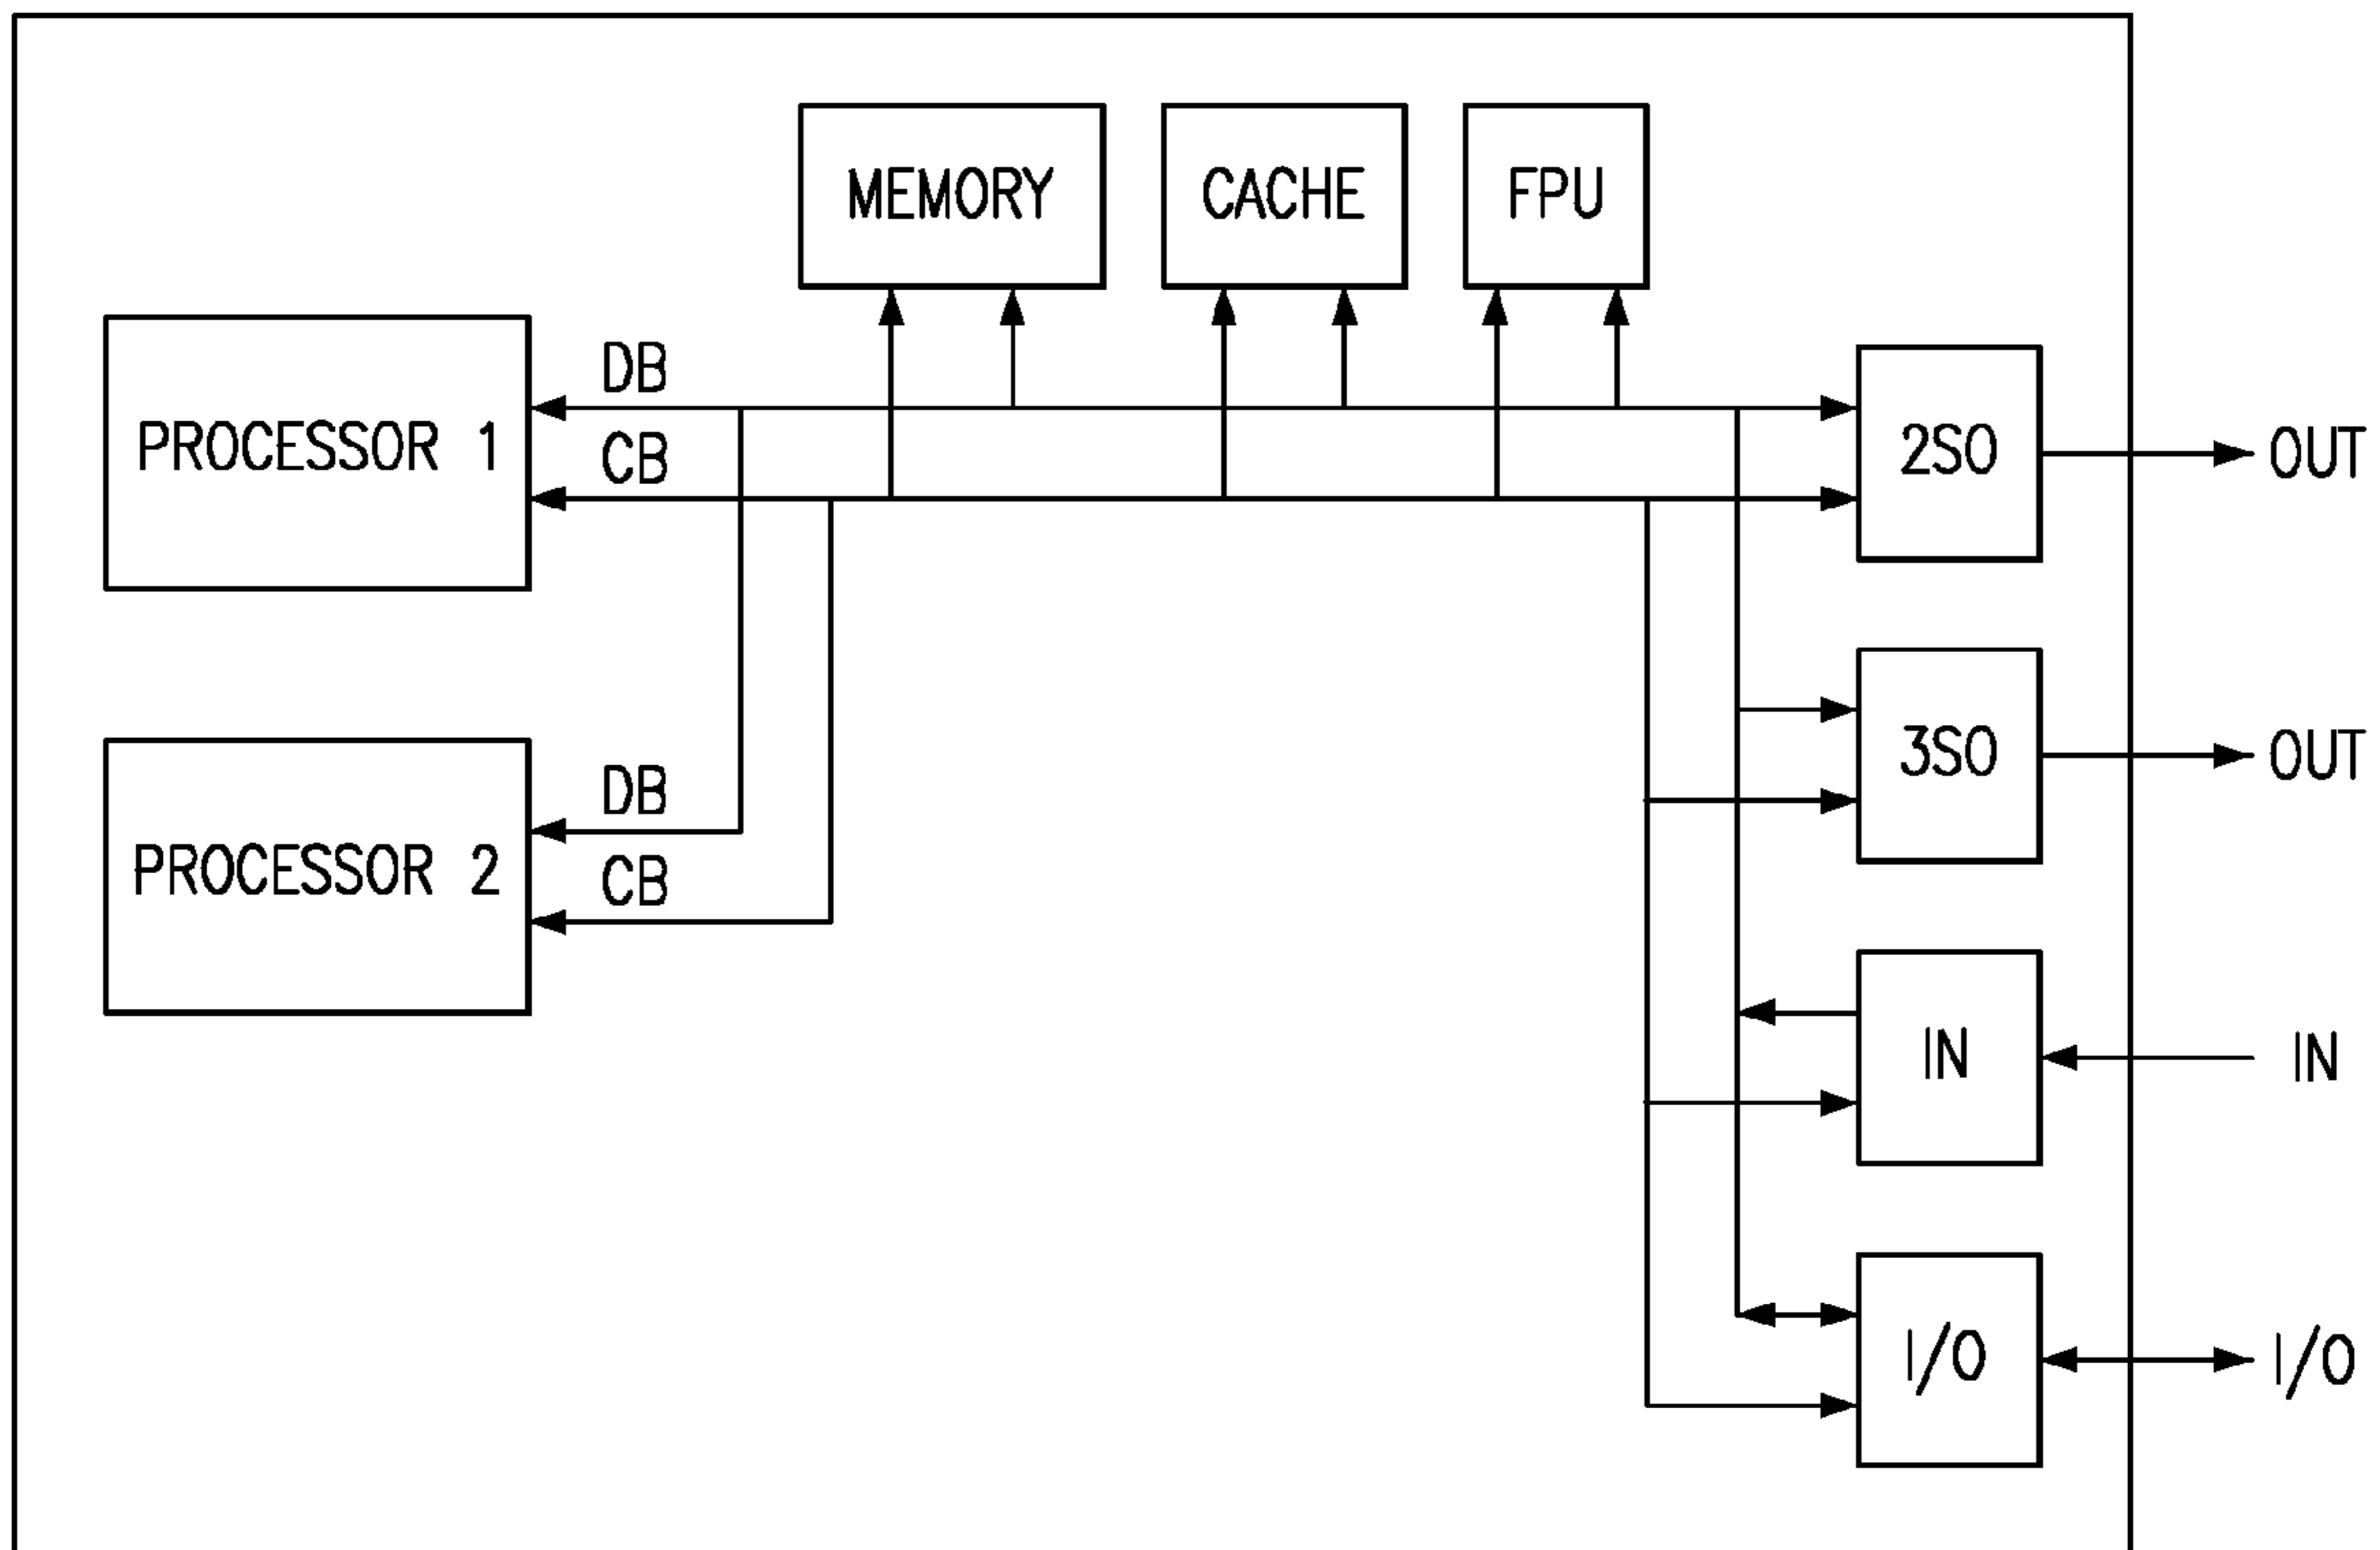 MEMORY
CACHE
FPU
DB
PROCESSOR 1
CB
2SO
OUT
3SO
OUT
DB
PROCESSOR 2
CB
IN
IN
I/O
I/O